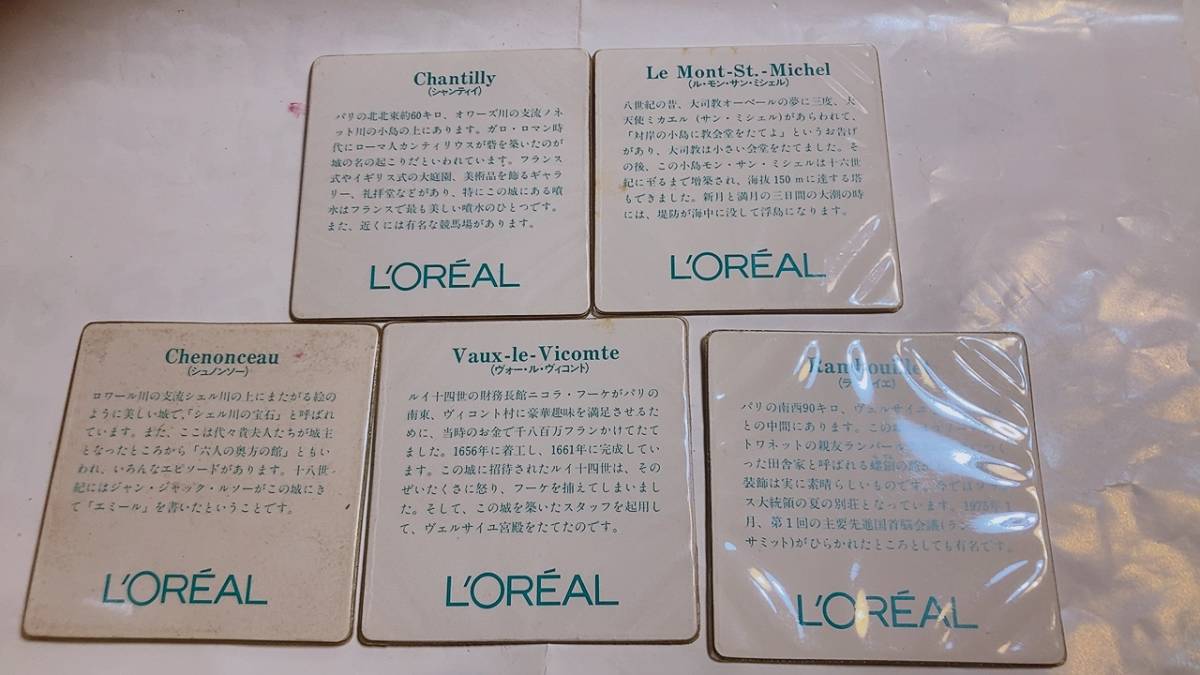 Chantilly
(シャンティイ)
パリの北北東約60キロ、オワーズ川の支流ノネ
ット川の小島の上にあります。ガロ・ロマン時
代にローマ人カンティリウスが砦を築いたのが
城の名の起こりだといわれています。フランス
式やイギリス式の大庭園、美術品を飾るギャラ
リー、礼拝堂などがあり、特にこの城にある噴
水はフランスで最も美しい噴水のひとつです。
また、近くには有名な競馬場があります。
L'ORÉAL
Le Mont-St.-Michel
(ル・モン・サン・ミシェル)
八世紀の昔、大司教オーベールの夢に三度、大
天使ミカエル(サン・ミシェル)があらわれて、
「対岸の小島に教会堂をたてよ」というお告げ
があり、大司教は小さい会堂をたてました。そ
の後、この小島モン・サン・ミシェルは十六世
紀に至るまで増築され、海抜150mに達する塔
もできました。新月と満月の三日間の大潮の時
には、堤防が海中に没して浮島になります。
L'ORÉAL
Chenonceau
(シュノンソー)
ロワール川の支流シェル川の上にまたがる絵の
ように美しい城で、「シェル川の宝石」と呼ばれ
ています。また、ここは代々貴夫人たちが城主
となったところから「六人の奥方の館」ともい
われ、いろんなエピソードがあります。十八世
紀にはジャン・ジャック・ルソーがこの城にき
て「エミール」を書いたということです。
L'ORÉAL
Vaux-le-Vicomte
(ヴォー・ル・ヴィコント)
ルイ十四世の財務長館ニコラ・フーケがパリの
南東、ヴィコント村に豪華趣味を満足させるた
めに、当時のお金で千八百万フランかけてたて
ました。1656年に着工し、1661年に完成してい
ます。この城に招待されたルイ十四世は、その
ぜいたくさに怒り、フーケを捕えてしまいまし
た。そして、この城を築いたスタッフを起用し
て、ヴェルサイユ宮殿をたてたのです。
L'ORÉAL
Rambouillet
パリの南西90キロ、ヴェルサイ
との中間にあります。この
トワネットの親友ランバール
った田舎家と呼ばれる
装飾は実に素晴らしいものです。今では
ス大統領の夏の別荘となっています。1975年1
月、第1回の主要先進国首脳会議(ラン
サミット)がひらかれたところとしても有名です。
L'ORÉAL